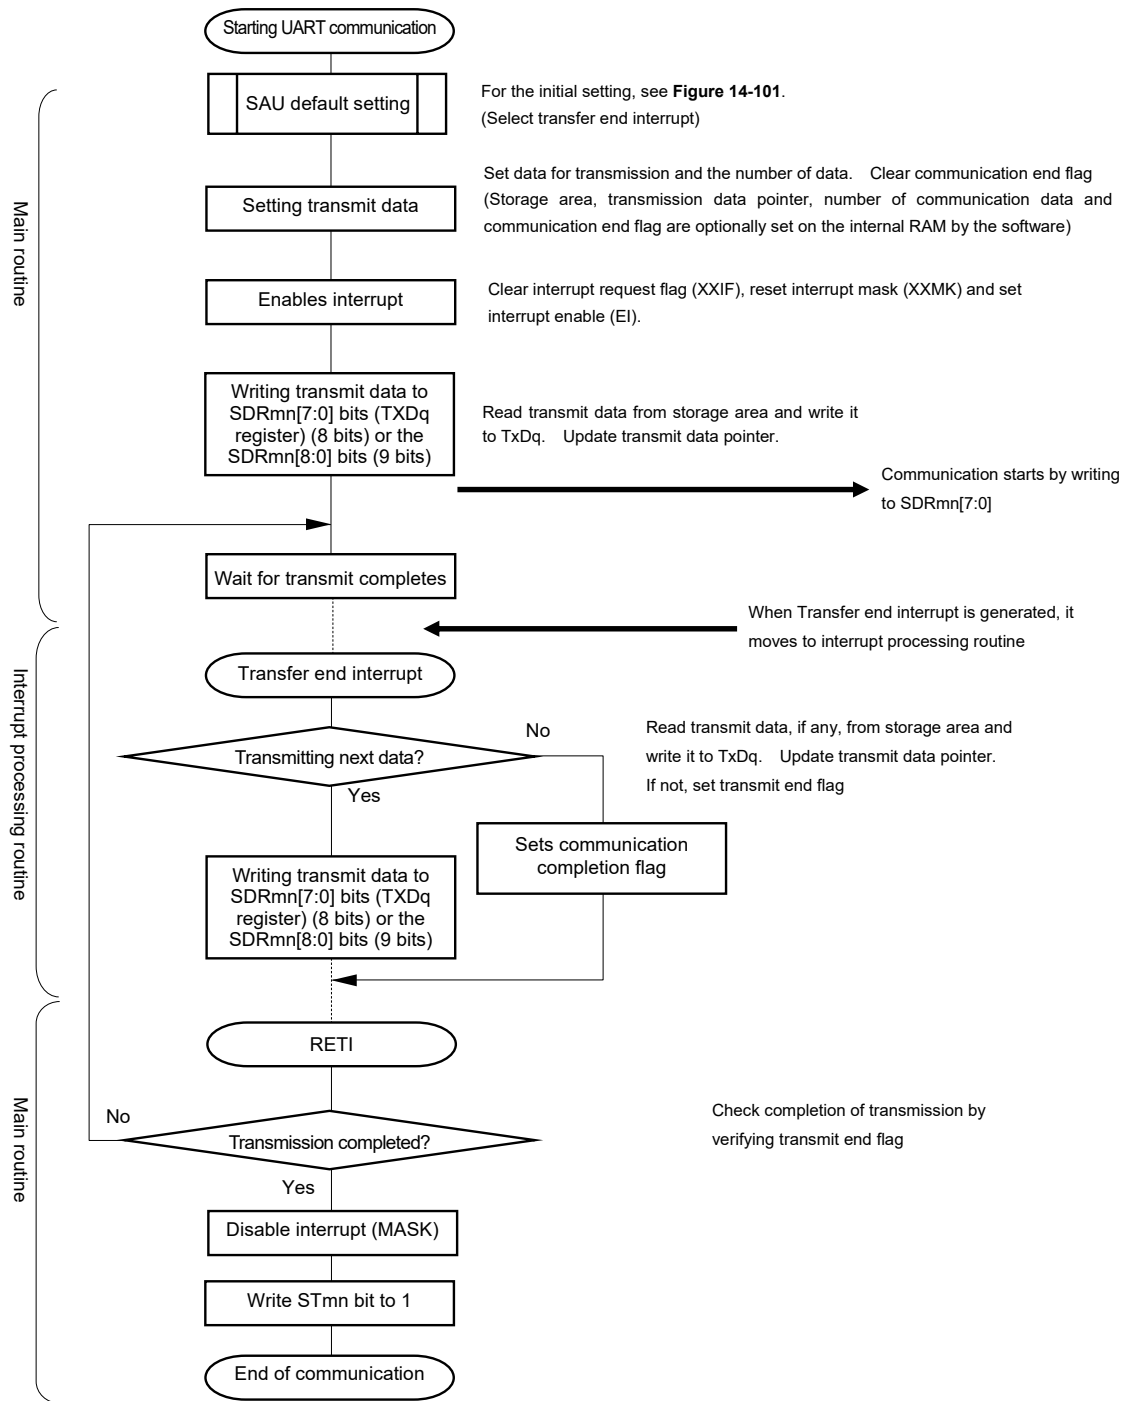 Starting UART communication
SAU default setting
For the initial setting, see Figure 14-101.
(Select transfer end interrupt)
Main routine
Setting transmit data
Set data for transmission and the number of data. Clear communication end flag
(Storage area, transmission data pointer, number of communication data and
communication end flag are optionally set on the internal RAM by the software)
Enables interrupt
Clear interrupt request flag (XXIF), reset interrupt mask (XXMK) and set
interrupt enable (EI).
Writing transmit data to
SDRmn[7:0] bits (TXDq
register) (8 bits) or the
SDRmn[8:0] bits (9 bits)
Read transmit data from storage area and write it
to TxDq. Update transmit data pointer.
Communication starts by writing
to SDRmn[7:0]
Wait for transmit completes
When Transfer end interrupt is generated, it
moves to interrupt processing routine
Interrupt processing routine
Transfer end interrupt
Transmitting next data?
No
Yes
Read transmit data, if any, from storage area and
write it to TxDq. Update transmit data pointer.
If not, set transmit end flag
Sets communication
completion flag
Writing transmit data to
SDRmn[7:0] bits (TXDq
register) (8 bits) or the
SDRmn[8:0] bits (9 bits)
Main routine
RETI
No
Transmission completed?
Yes
Check completion of transmission by
verifying transmit end flag
Disable interrupt (MASK)
Write STmn bit to 1
End of communication